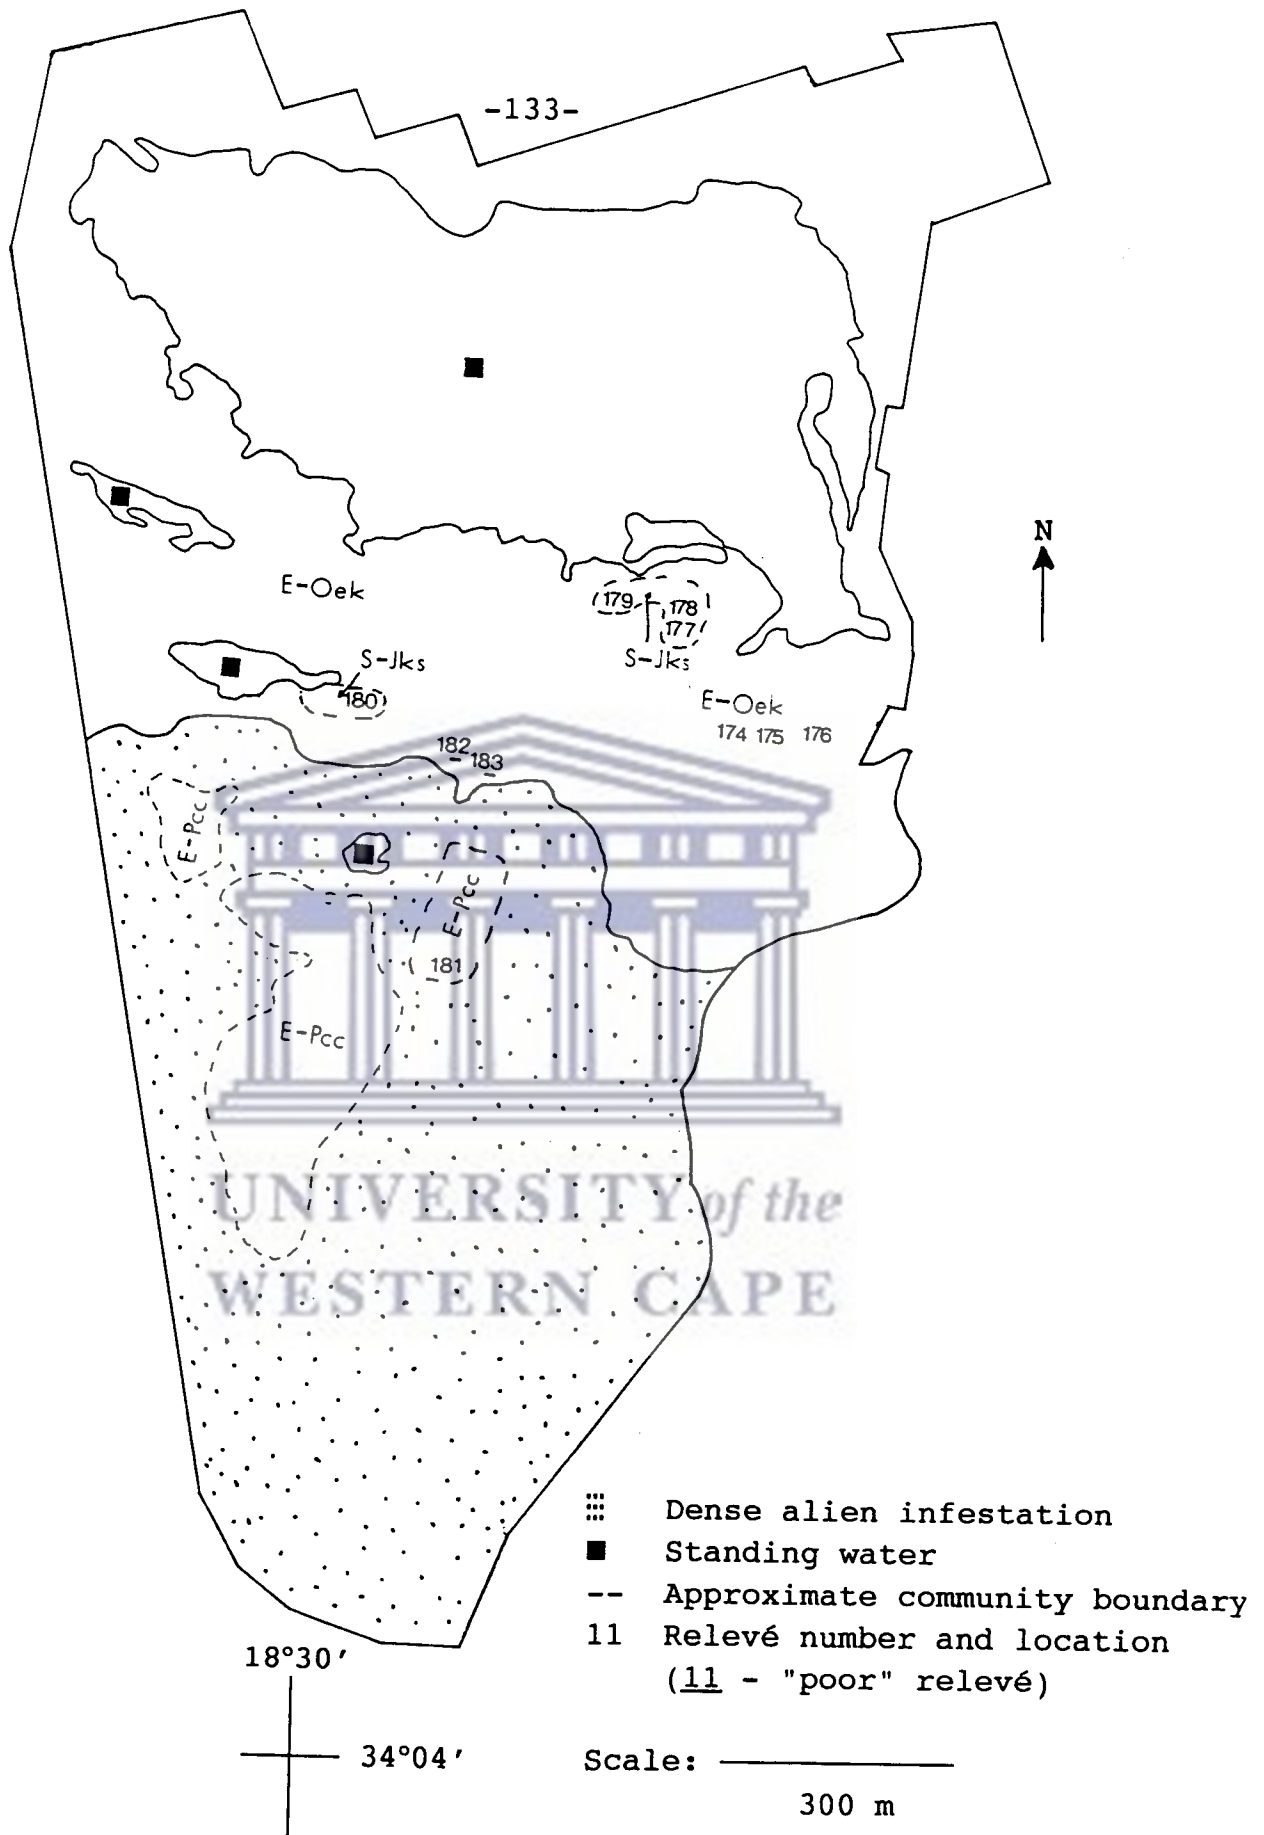 -133-
E-Oek
179
178
177
N
S-Jks
S-Jks
180
E-Oek
174 175 176
182
183
E-Pcc
E-Pcc
181
E-Pcc
UNIVERSITY of the
WESTERN CAPE
Dense alien infestation
Standing water
-- Approximate community boundary
11 Relevé number and location
(11 - "poor" relevé)
18°30′
34°04′
Scale:
300 m